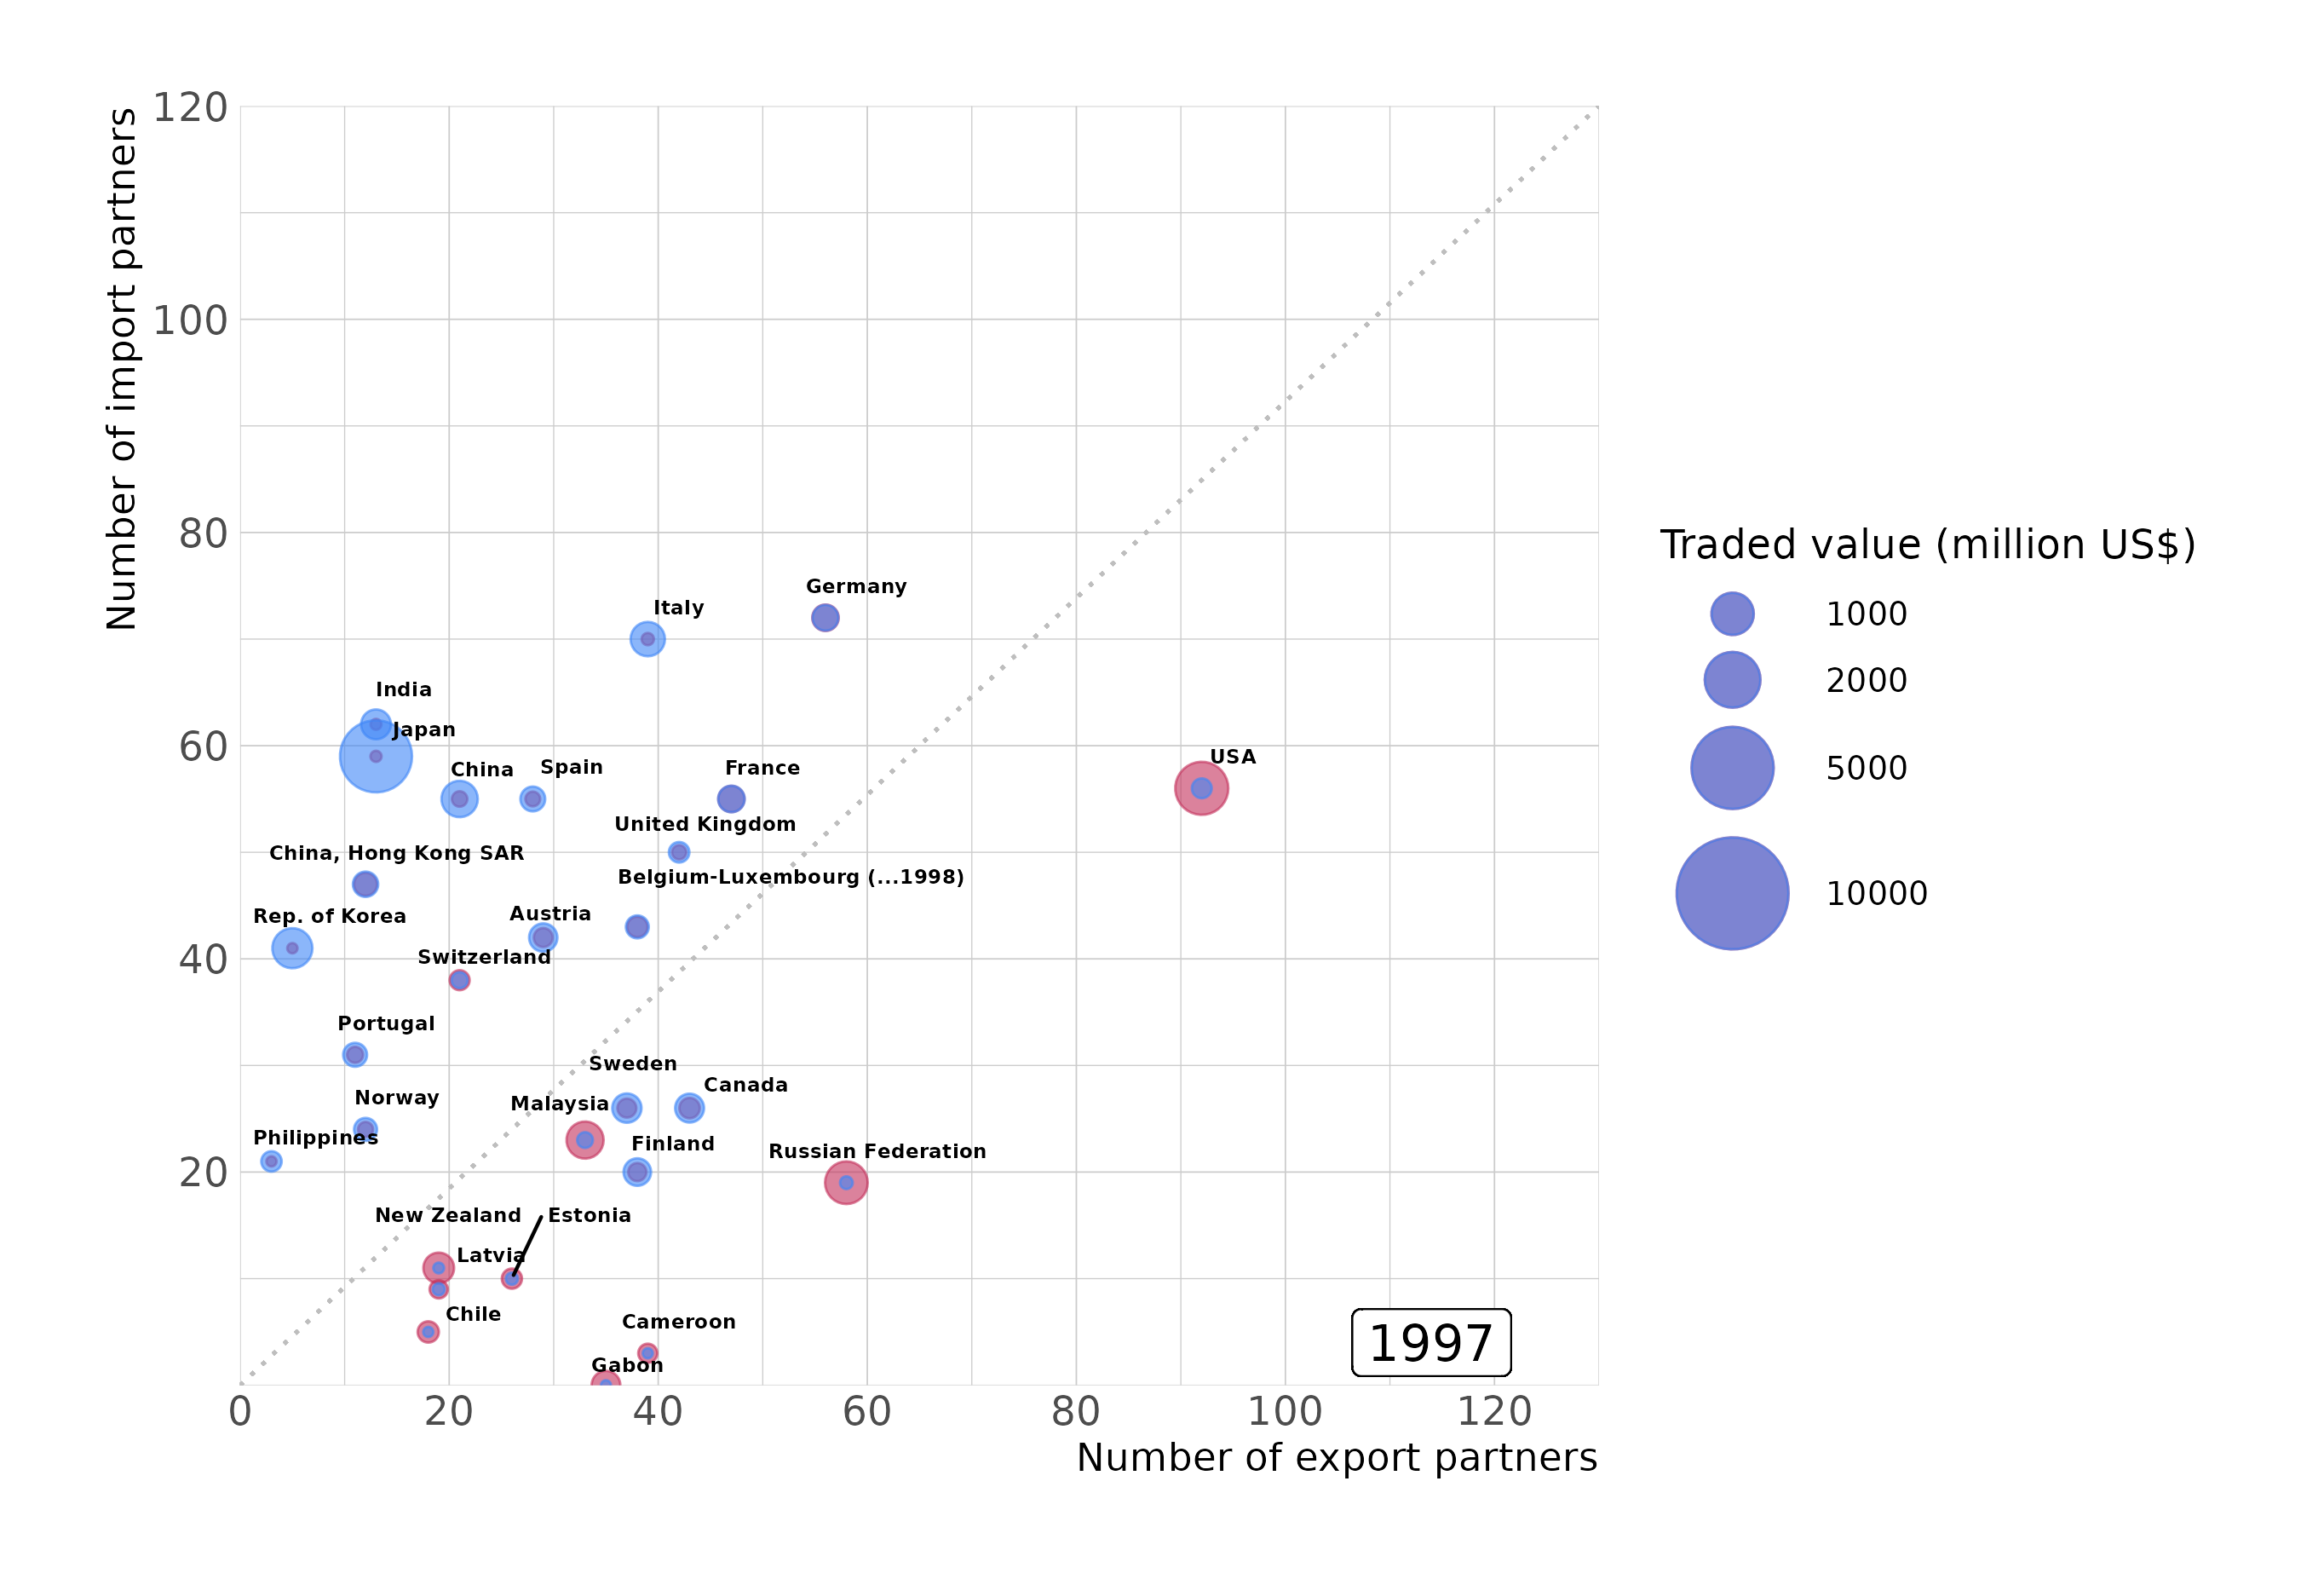 Number of import partners
120
100
80
60
40
20
Germany
Italy
India
Japan
China
Spain
France
USA
United Kingdom
China, Hong Kong SAR
Belgium-Luxembourg (...1998)
Rep. of Korea
Austria
Switzerland
Portugal
Sweden
Canada
Norway
Malaysia
Philippines
Finland
Russian Federation
New Zealand
Estonia
Latvia
Chile
Cameroon
Gabon
1997
0
20
40
60
80
100
120
Number of export partners
Traded value (million US$)
1000
2000
5000
10000